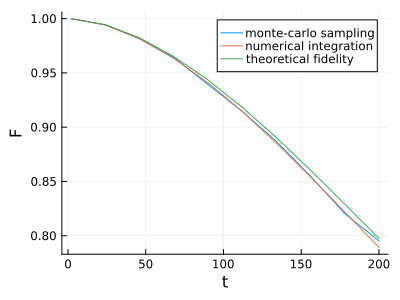 1.00
0.95
0.90
0.85
0.80
F
monte-carlo sampling
numerical integration
theoretical fidelity
0 50 100 150 200
t